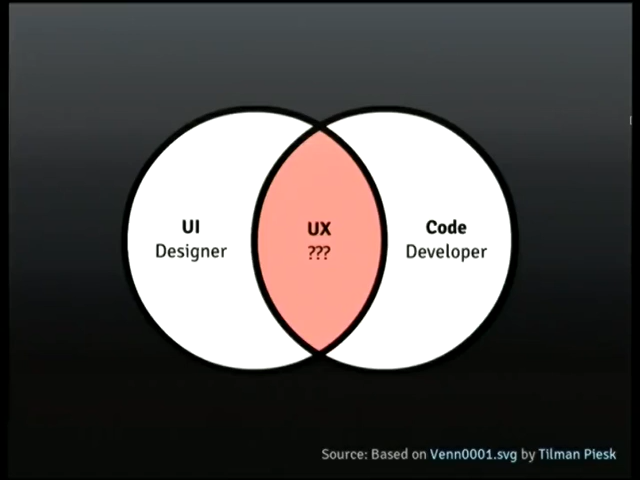 UI
Designer
UX
???
Code
Developer
Source: Based on Venn0001.svg by Tilman Piesk